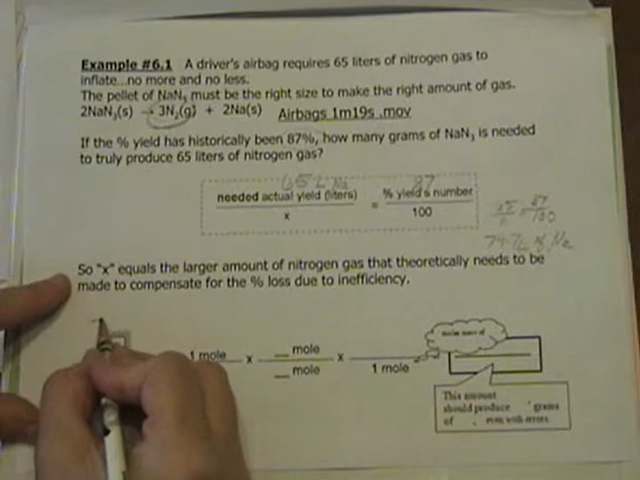 Example #6.1 A driver's airbag requires 65 liters of nitrogen gas to
inflate...no more and no less.
The pellet of NaN3 must be the right size to make the right amount of gas.
2NaN3(s) → 3N2(g) + 2Na(s) Airbags 1m19s .mov
If the % yield has historically been 87%, how many grams of NaN3 is needed
to truly produce 65 liters of nitrogen gas?
65 L N2 87
needed actual yield (liters) = % yield's number
x 100
87
100
So "x" equals the larger amount of nitrogen gas that theoretically needs to be
made to compensate for the % loss due to inefficiency.
1 mole x __ mole x
__ mole 1 mole
This amount
should produce grams
of , even with errors